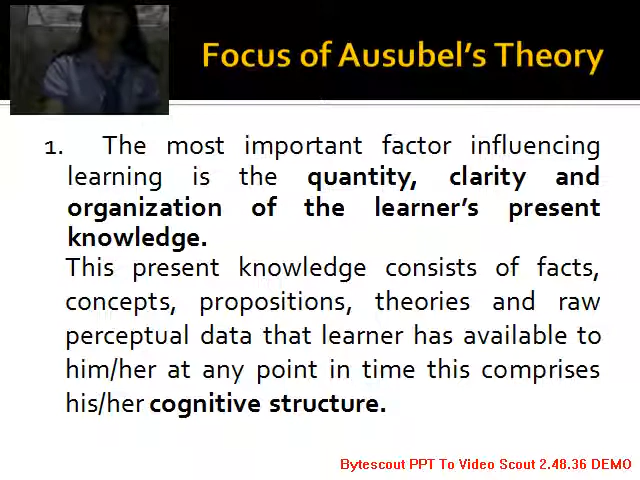 Focus of Ausubel's Theory
1. The most important factor influencing
learning is the quantity, clarity and
organization of the learner's present
knowledge.
This present knowledge consists of facts,
concepts, propositions, theories and raw
perceptual data that learner has available to
him/her at any point in time this comprises
his/her cognitive structure.
Bytescout PPT To Video Scout 2.48.36 DEMO